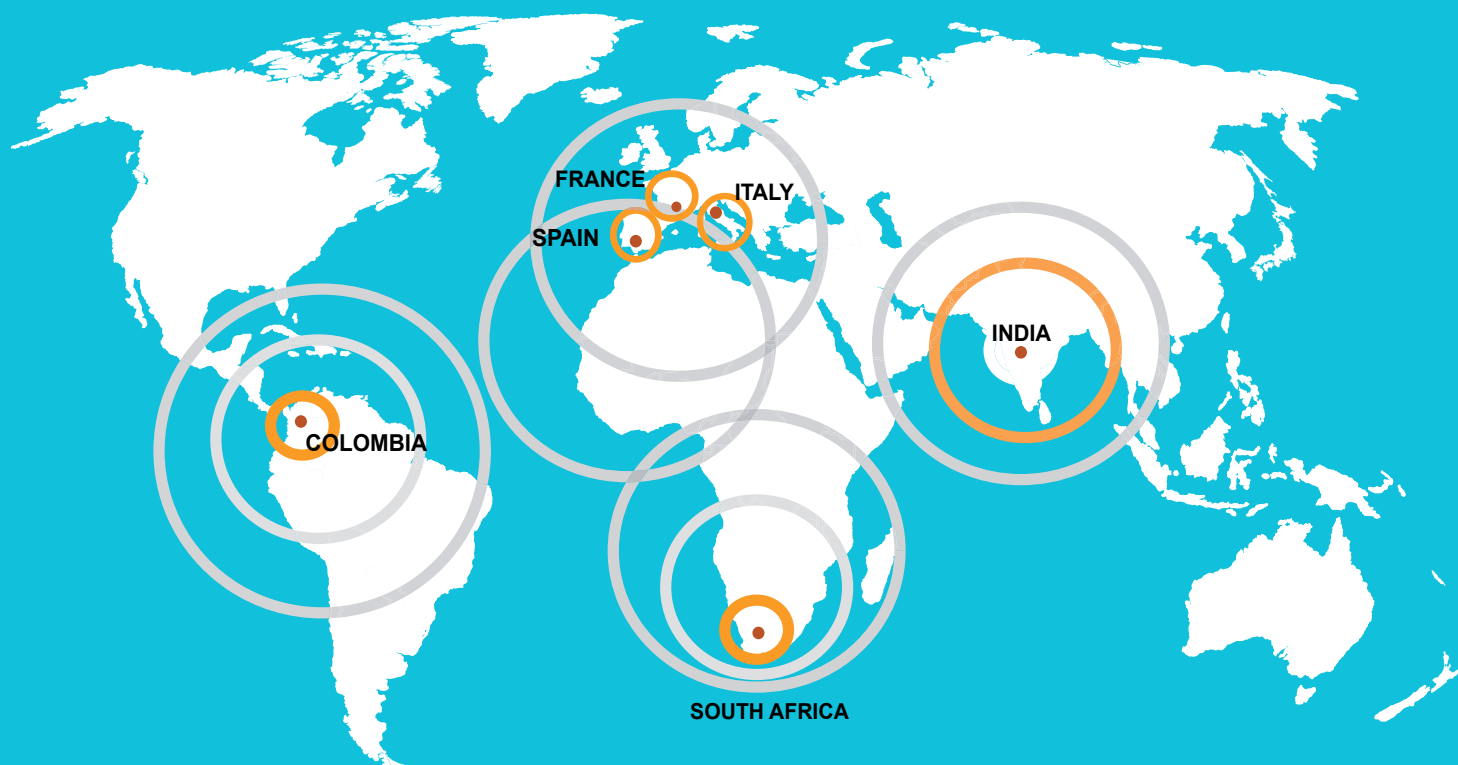 FRANCE
ITALY
SPAIN
INDIA
COLOMBIA
SOUTH AFRICA